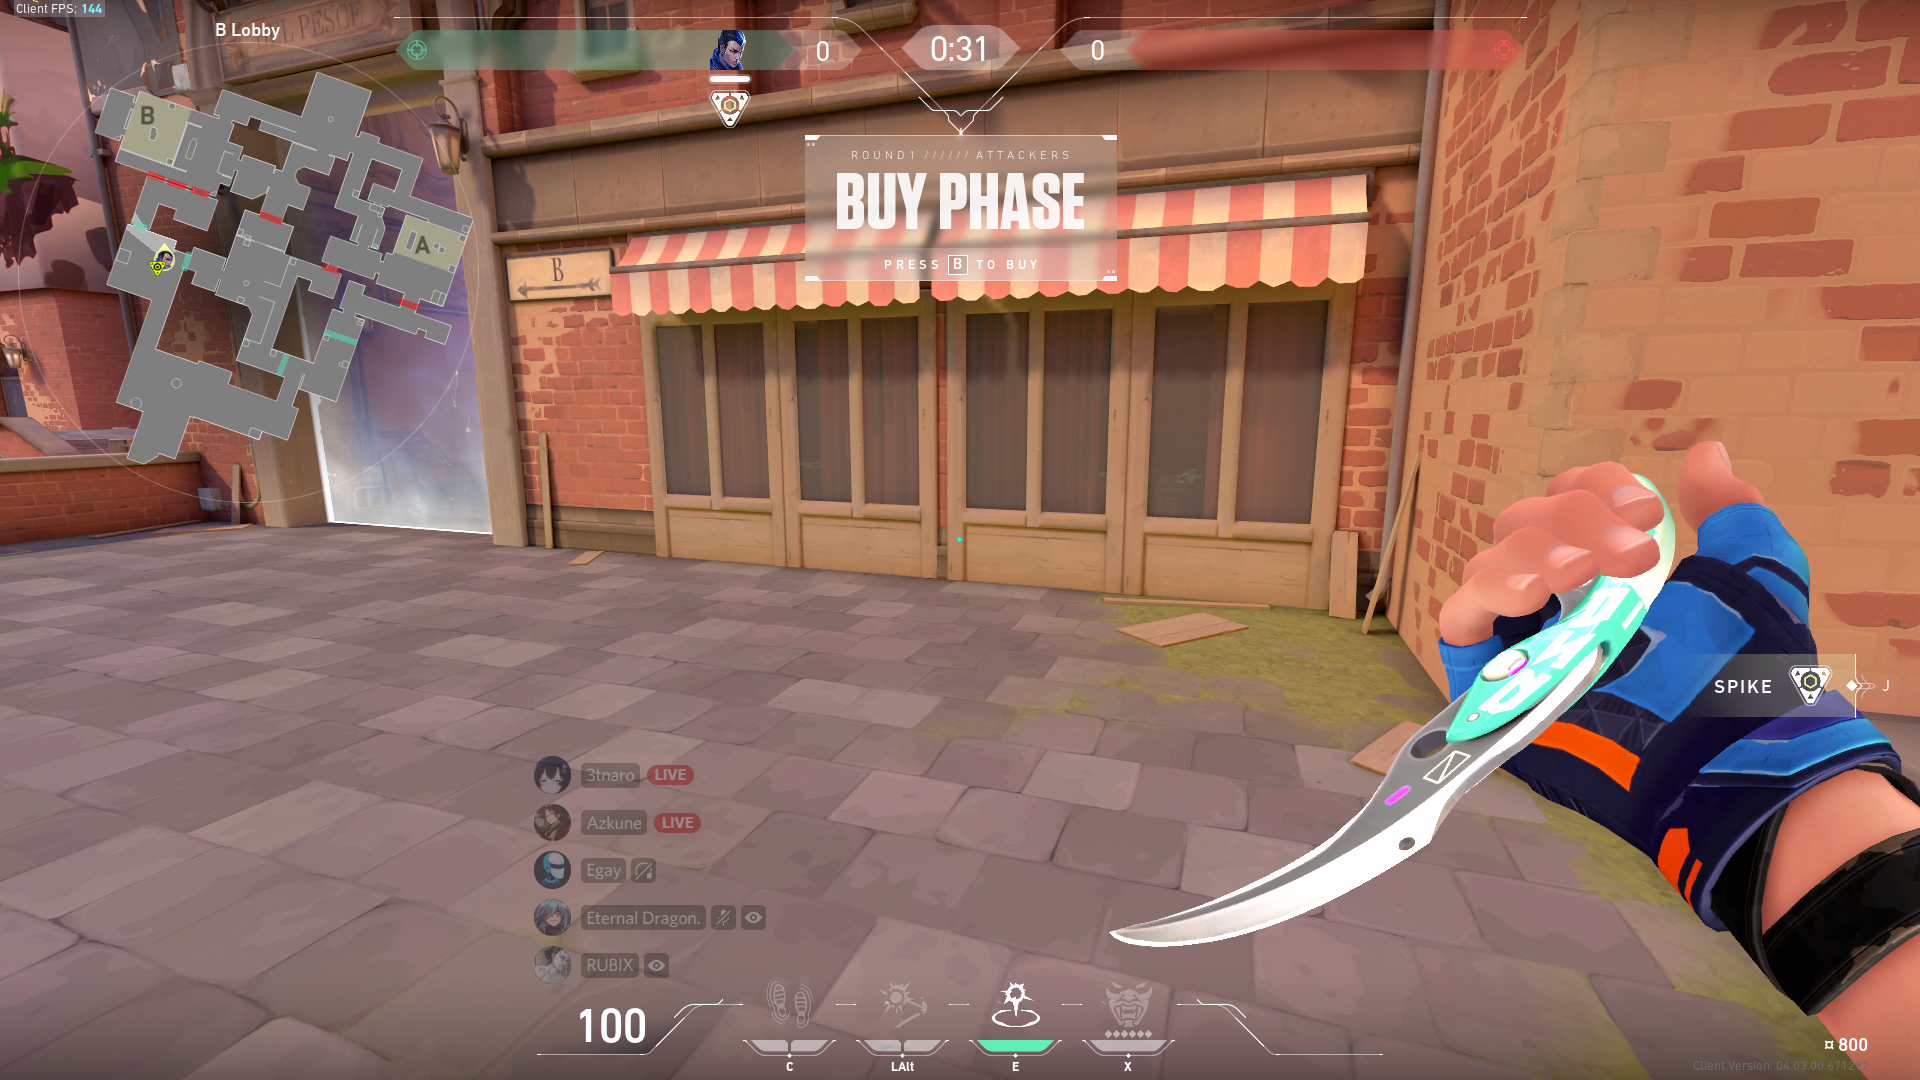 Client FPS: 144
B Lobby
0
0:31
0
B
A
ROUND 1 ////// ATTACKERS
BUY PHASE
PRESS B TO BUY
B
SPIKE
J
3tnaro LIVE
Azkune LIVE
Egay
Eternal Dragon.
RUBIX
100
C
LAlt
E
X
¤ 800